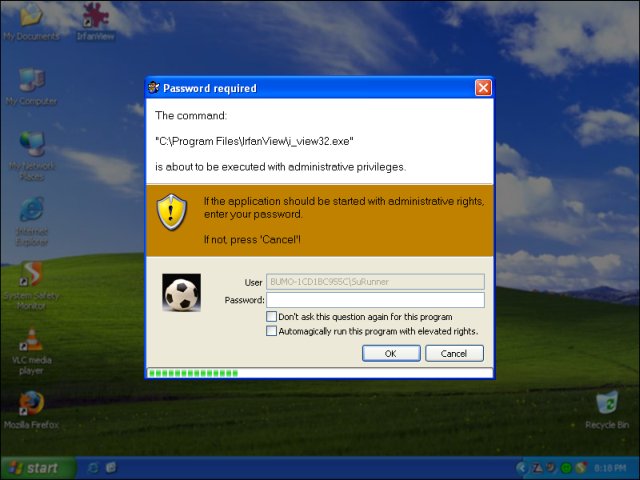 My Documents
IrfanView
My Computer
My Network
Places
Internet
Explorer
System Safety
Monitor
VLC media
player
Mozilla Firefox
Password required
The command:
"C:\Program Files\IrfanView\i_view32.exe"
is about to be executed with administrative privileges.
If the application should be started with administrative rights,
enter your password.
If not, press 'Cancel'!
User
BUMO-1CD1BC955C\SuRunner
Password:
Don't ask this question again for this program
Automagically run this program with elevated rights.
OK
Cancel
Recycle Bin
start
8:18 PM